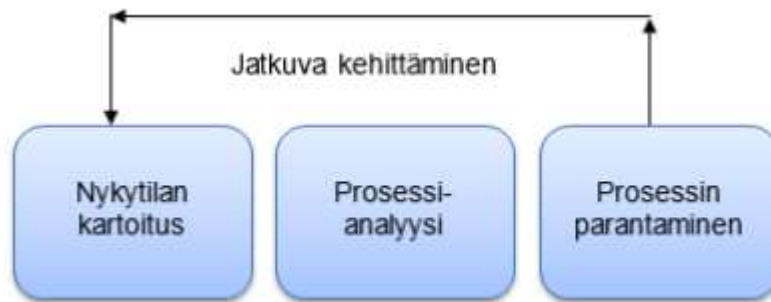 Jatkuva kehittäminen
Nykytilan
kartoitus
Prosessi-
analyysi
Prosessin
parantaminen